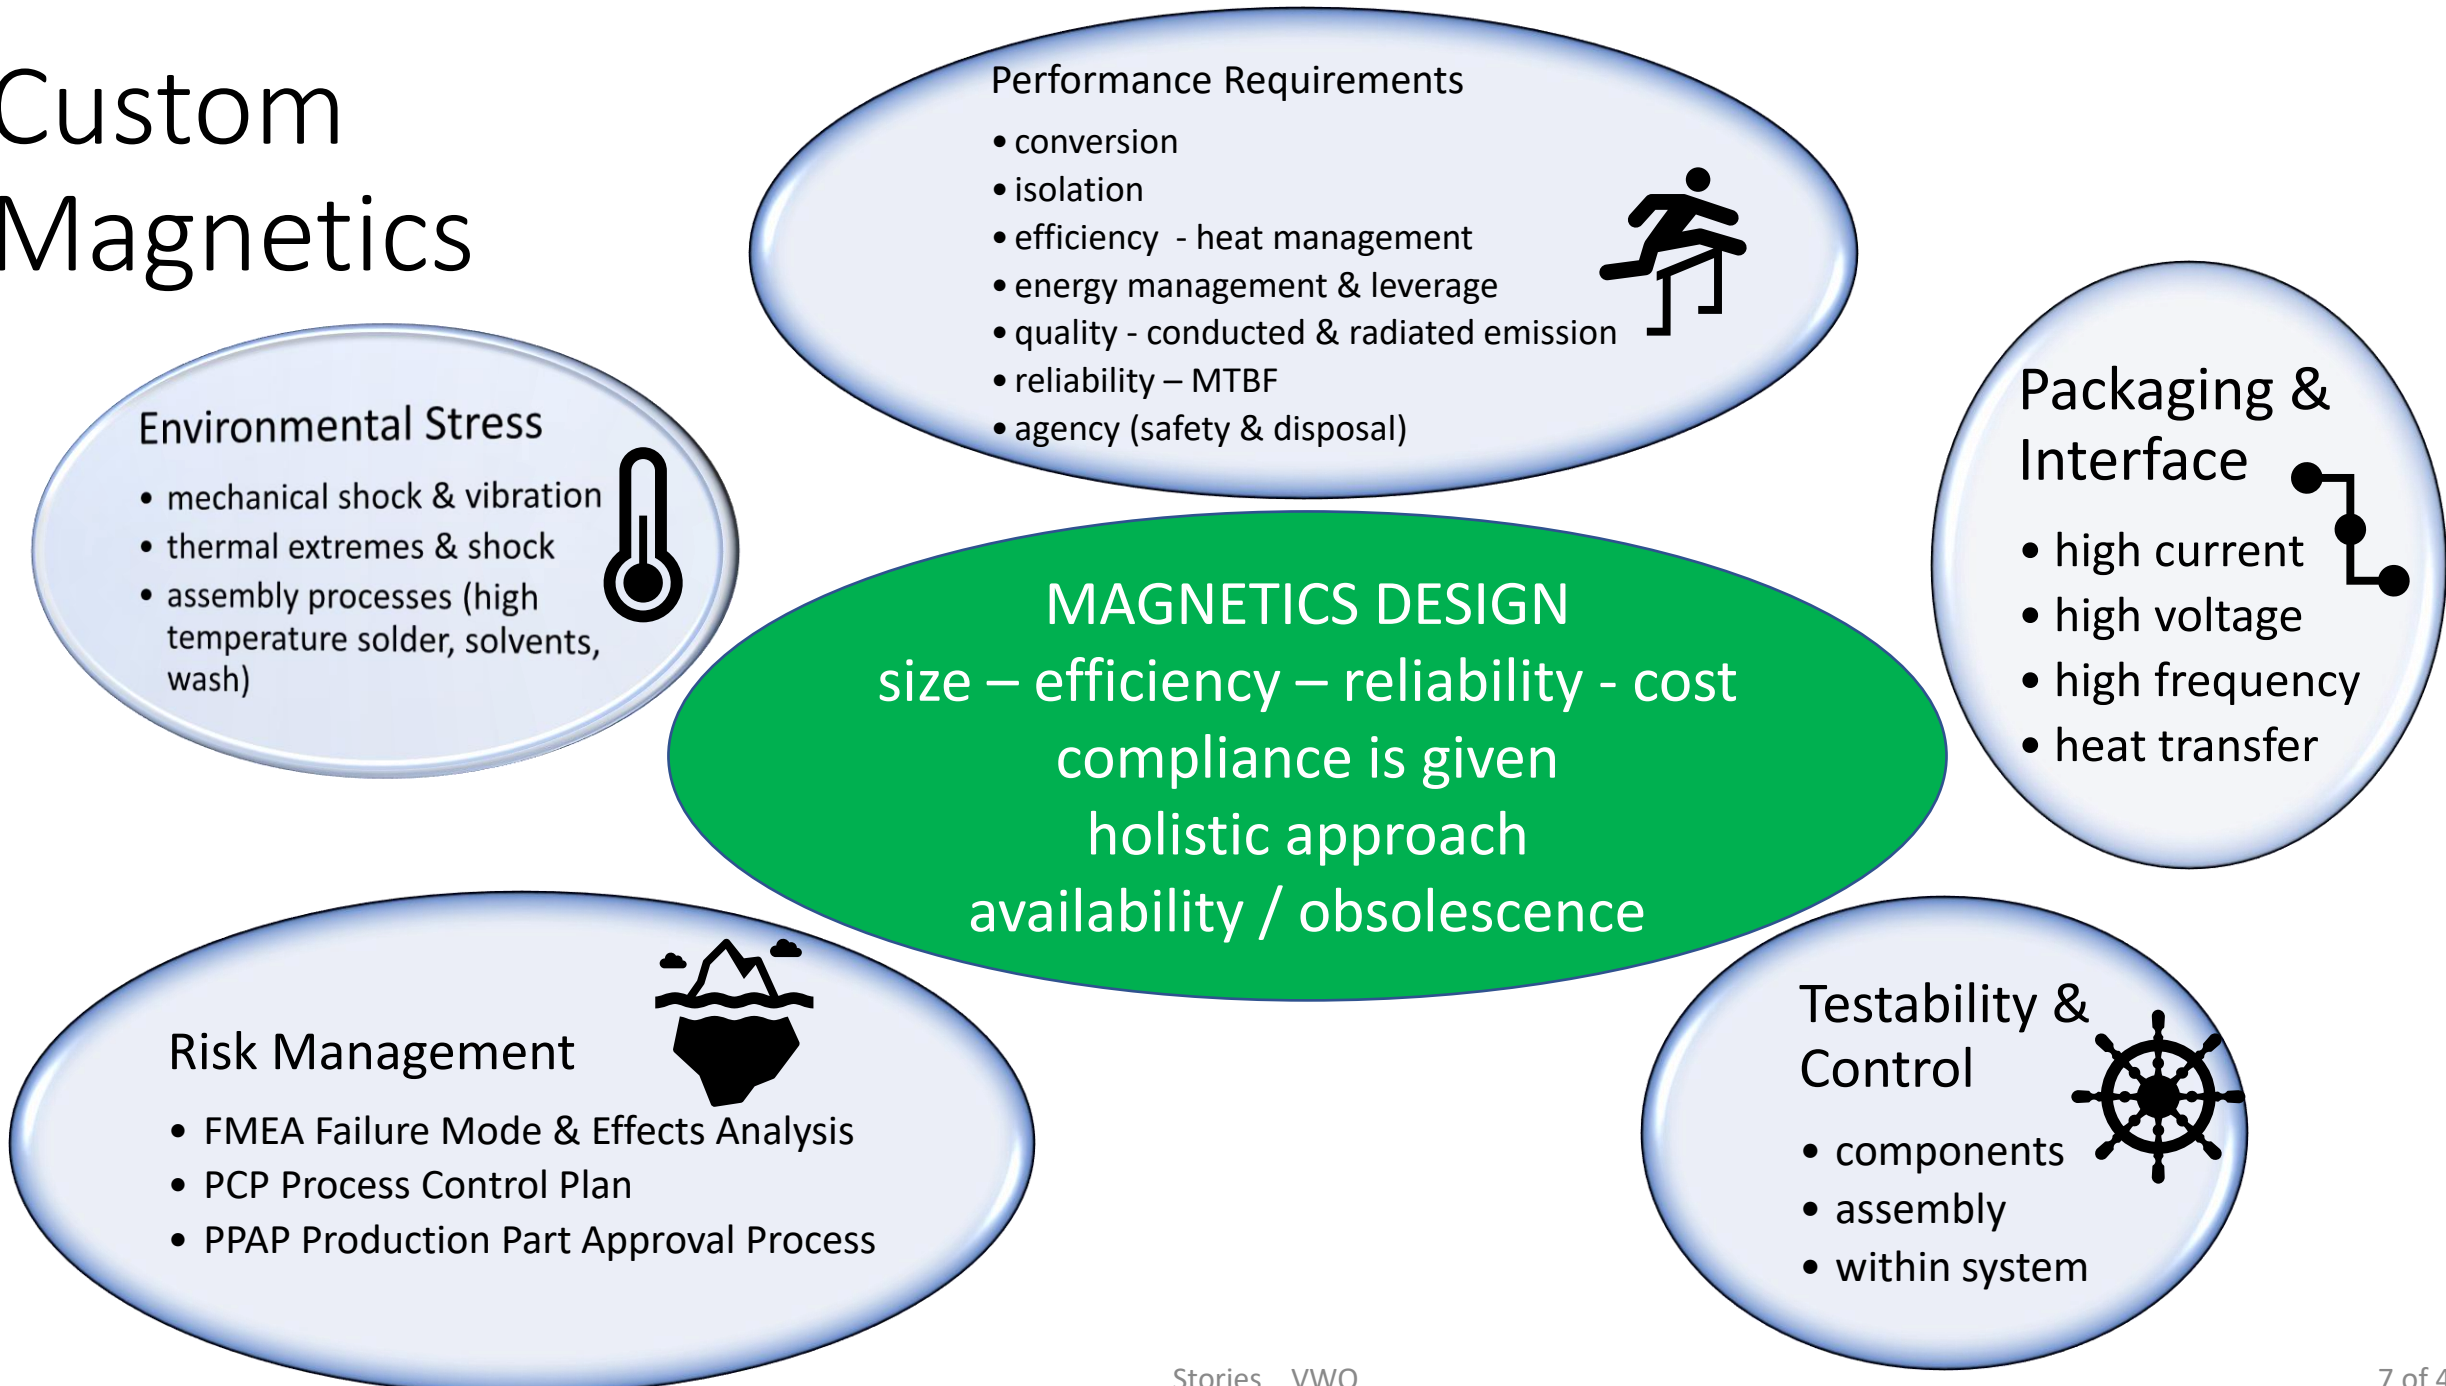 Custom
Magnetics
Performance Requirements
• conversion
• isolation
• efficiency  - heat management
• energy management & leverage
• quality - conducted & radiated emission
• reliability – MTBF
• agency (safety & disposal)
Environmental Stress
• mechanical shock & vibration
• thermal extremes & shock
• assembly processes (high
temperature solder, solvents,
wash)
Packaging &
Interface
• high current
• high voltage
• high frequency
• heat transfer
MAGNETICS DESIGN
size – efficiency – reliability - cost
compliance is given
holistic approach
availability / obsolescence
Risk Management
• FMEA Failure Mode & Effects Analysis
• PCP Process Control Plan
• PPAP Production Part Approval Process
Testability &
Control
• components
• assembly
• within system
Stories VWO
7 of 4